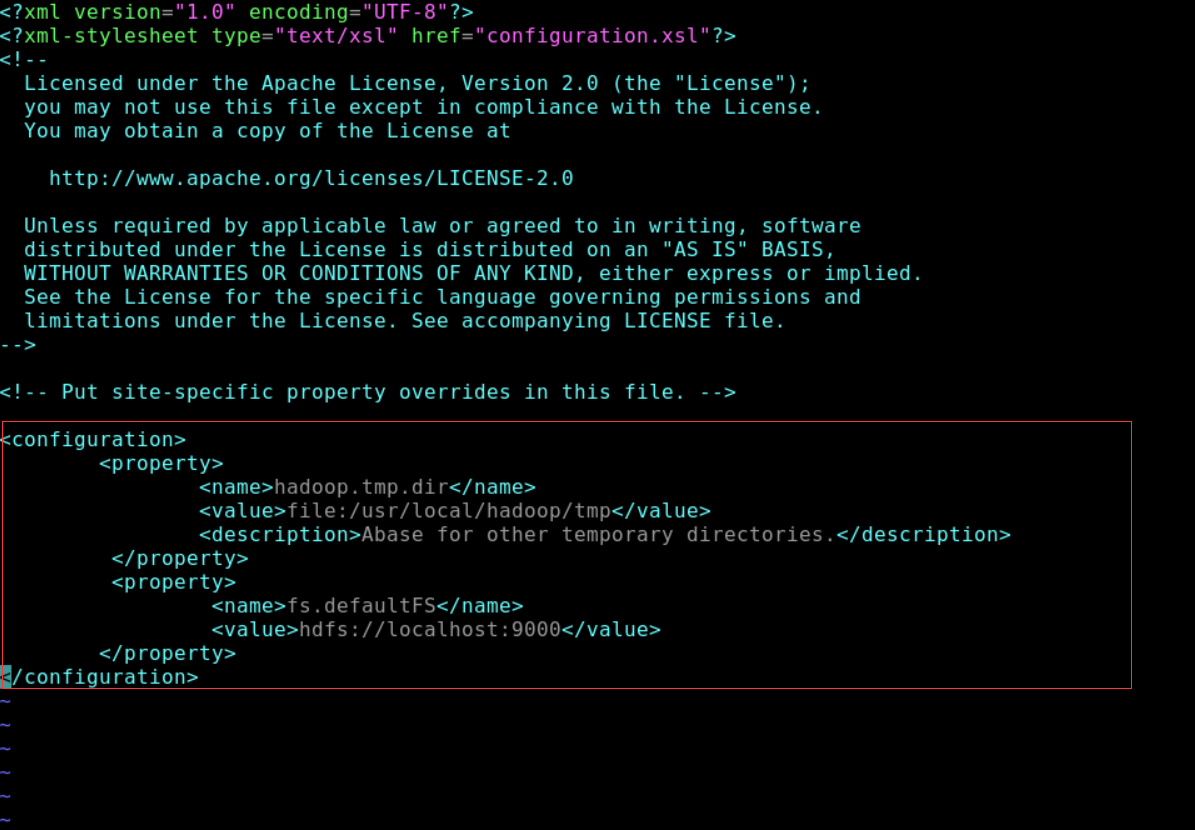 <?xml version="1.0" encoding="UTF-8"?>
<?xml-stylesheet type="text/xsl" href="configuration.xsl"?>
<!--
  Licensed under the Apache License, Version 2.0 (the "License");
  you may not use this file except in compliance with the License.
  You may obtain a copy of the License at

    http://www.apache.org/licenses/LICENSE-2.0

  Unless required by applicable law or agreed to in writing, software
  distributed under the License is distributed on an "AS IS" BASIS,
  WITHOUT WARRANTIES OR CONDITIONS OF ANY KIND, either express or implied.
  See the License for the specific language governing permissions and
  limitations under the License. See accompanying LICENSE file.
-->

<!-- Put site-specific property overrides in this file. -->

<configuration>
        <property>
                <name>hadoop.tmp.dir</name>
                <value>file:/usr/local/hadoop/tmp</value>
                <description>Abase for other temporary directories.</description>
         </property>
         <property>
                 <name>fs.defaultFS</name>
                 <value>hdfs://localhost:9000</value>
        </property>
</configuration>
~
~
~
~
~
~